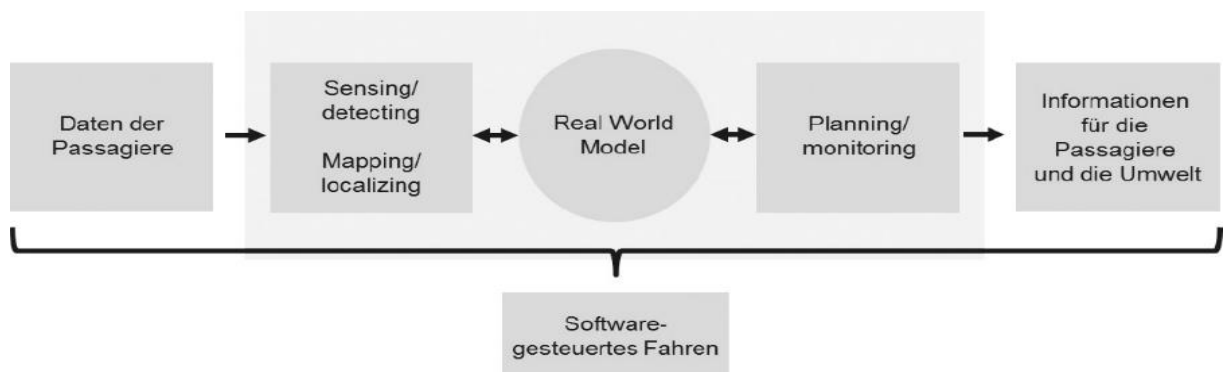 Daten der
Passagiere
Sensing/
detecting
Mapping/
localizing
Real World
Model
Planning/
monitoring
Informationen
für die
Passagiere
und die Umwelt
Software-
gesteuertes Fahren